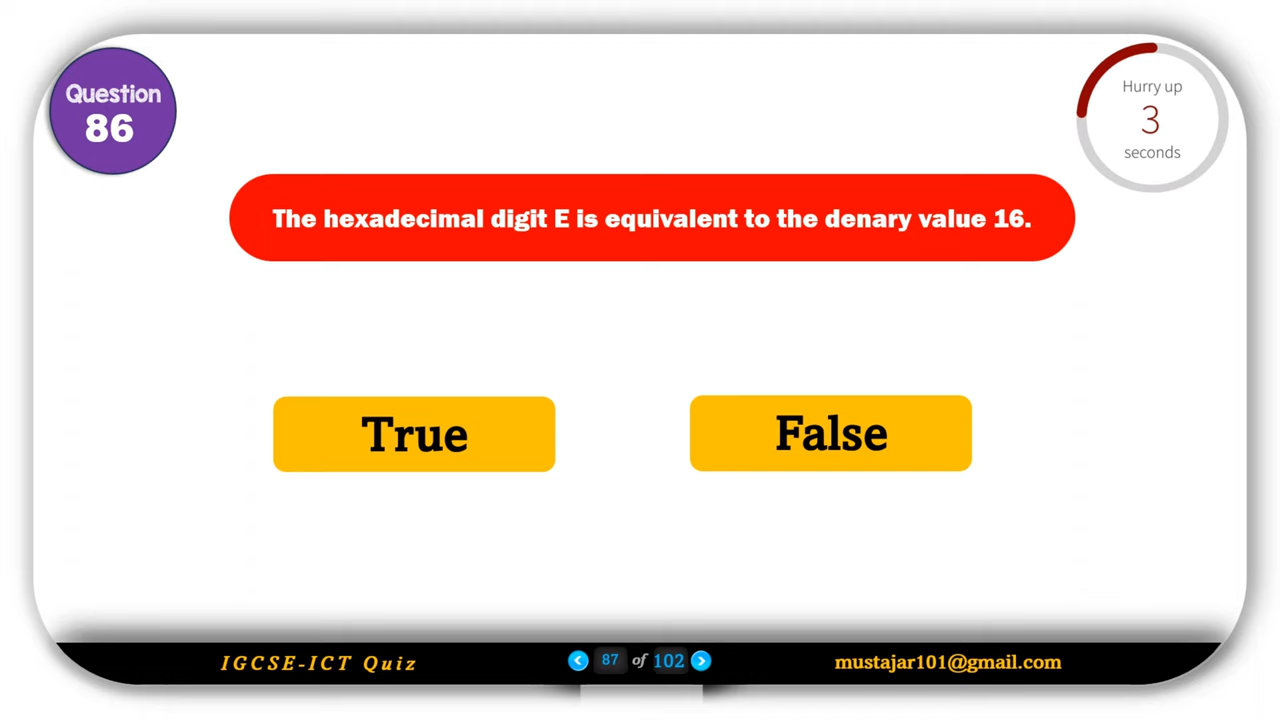 Question
86
Hurry up
3
seconds
The hexadecimal digit E is equivalent to the denary value 16.
True
False
IGCSE-ICT Quiz
87 of 102
mustajar101@gmail.com